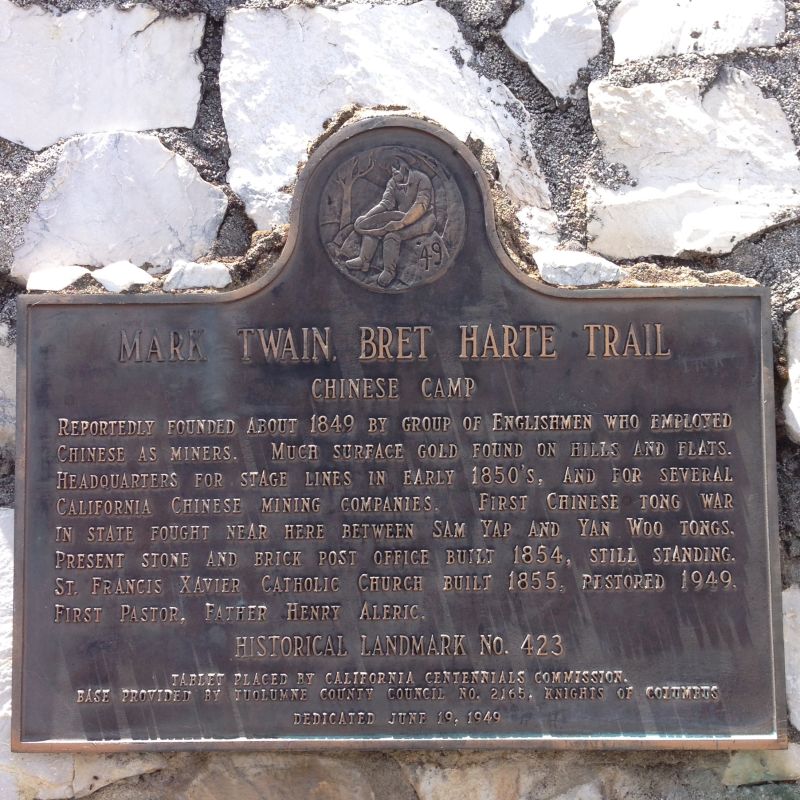 49
MARK TWAIN, BRET HARTE TRAIL
CHINESE CAMP
REPORTEDLY FOUNDED ABOUT 1849 BY GROUP OF ENGLISHMEN WHO EMPLOYED
CHINESE AS MINERS. MUCH SURFACE GOLD FOUND ON HILLS AND FLATS.
HEADQUARTERS FOR STAGE LINES IN EARLY 1850'S, AND FOR SEVERAL
CALIFORNIA CHINESE MINING COMPANIES. FIRST CHINESE TONG WAR
IN STATE FOUGHT NEAR HERE BETWEEN SAM YAP AND YAN WOO TONGS.
PRESENT STONE AND BRICK POST OFFICE BUILT 1854, STILL STANDING.
ST. FRANCIS XAVIER CATHOLIC CHURCH BUILT 1855, RESTORED 1949.
FIRST PASTOR, FATHER HENRY ALERIC.
HISTORICAL LANDMARK NO. 423
TABLET PLACED BY CALIFORNIA CENTENNIALS COMMISSION.
BASE PROVIDED BY TUOLUMNE COUNTY COUNCIL NO. 2165, KNIGHTS OF COLUMBUS
DEDICATED JUNE 19, 1949